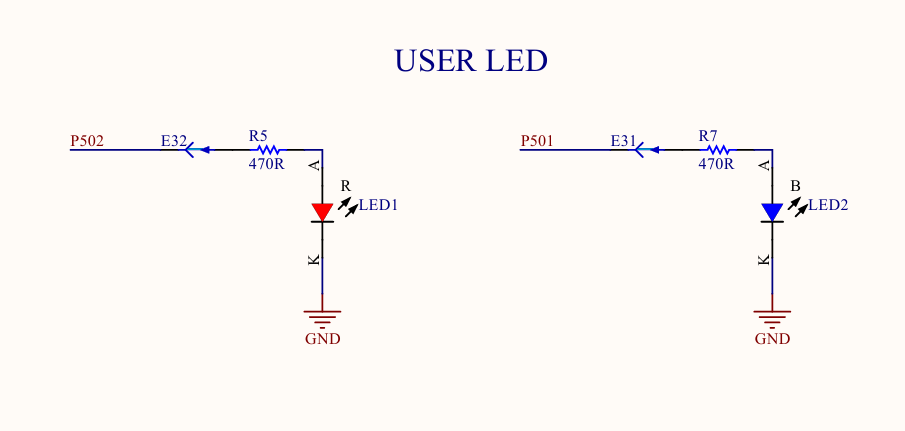 USER LED
P502 E32 R5 P501 E31 R7
470R 470R
A A
R B
LED1 LED2
K K
GND GND